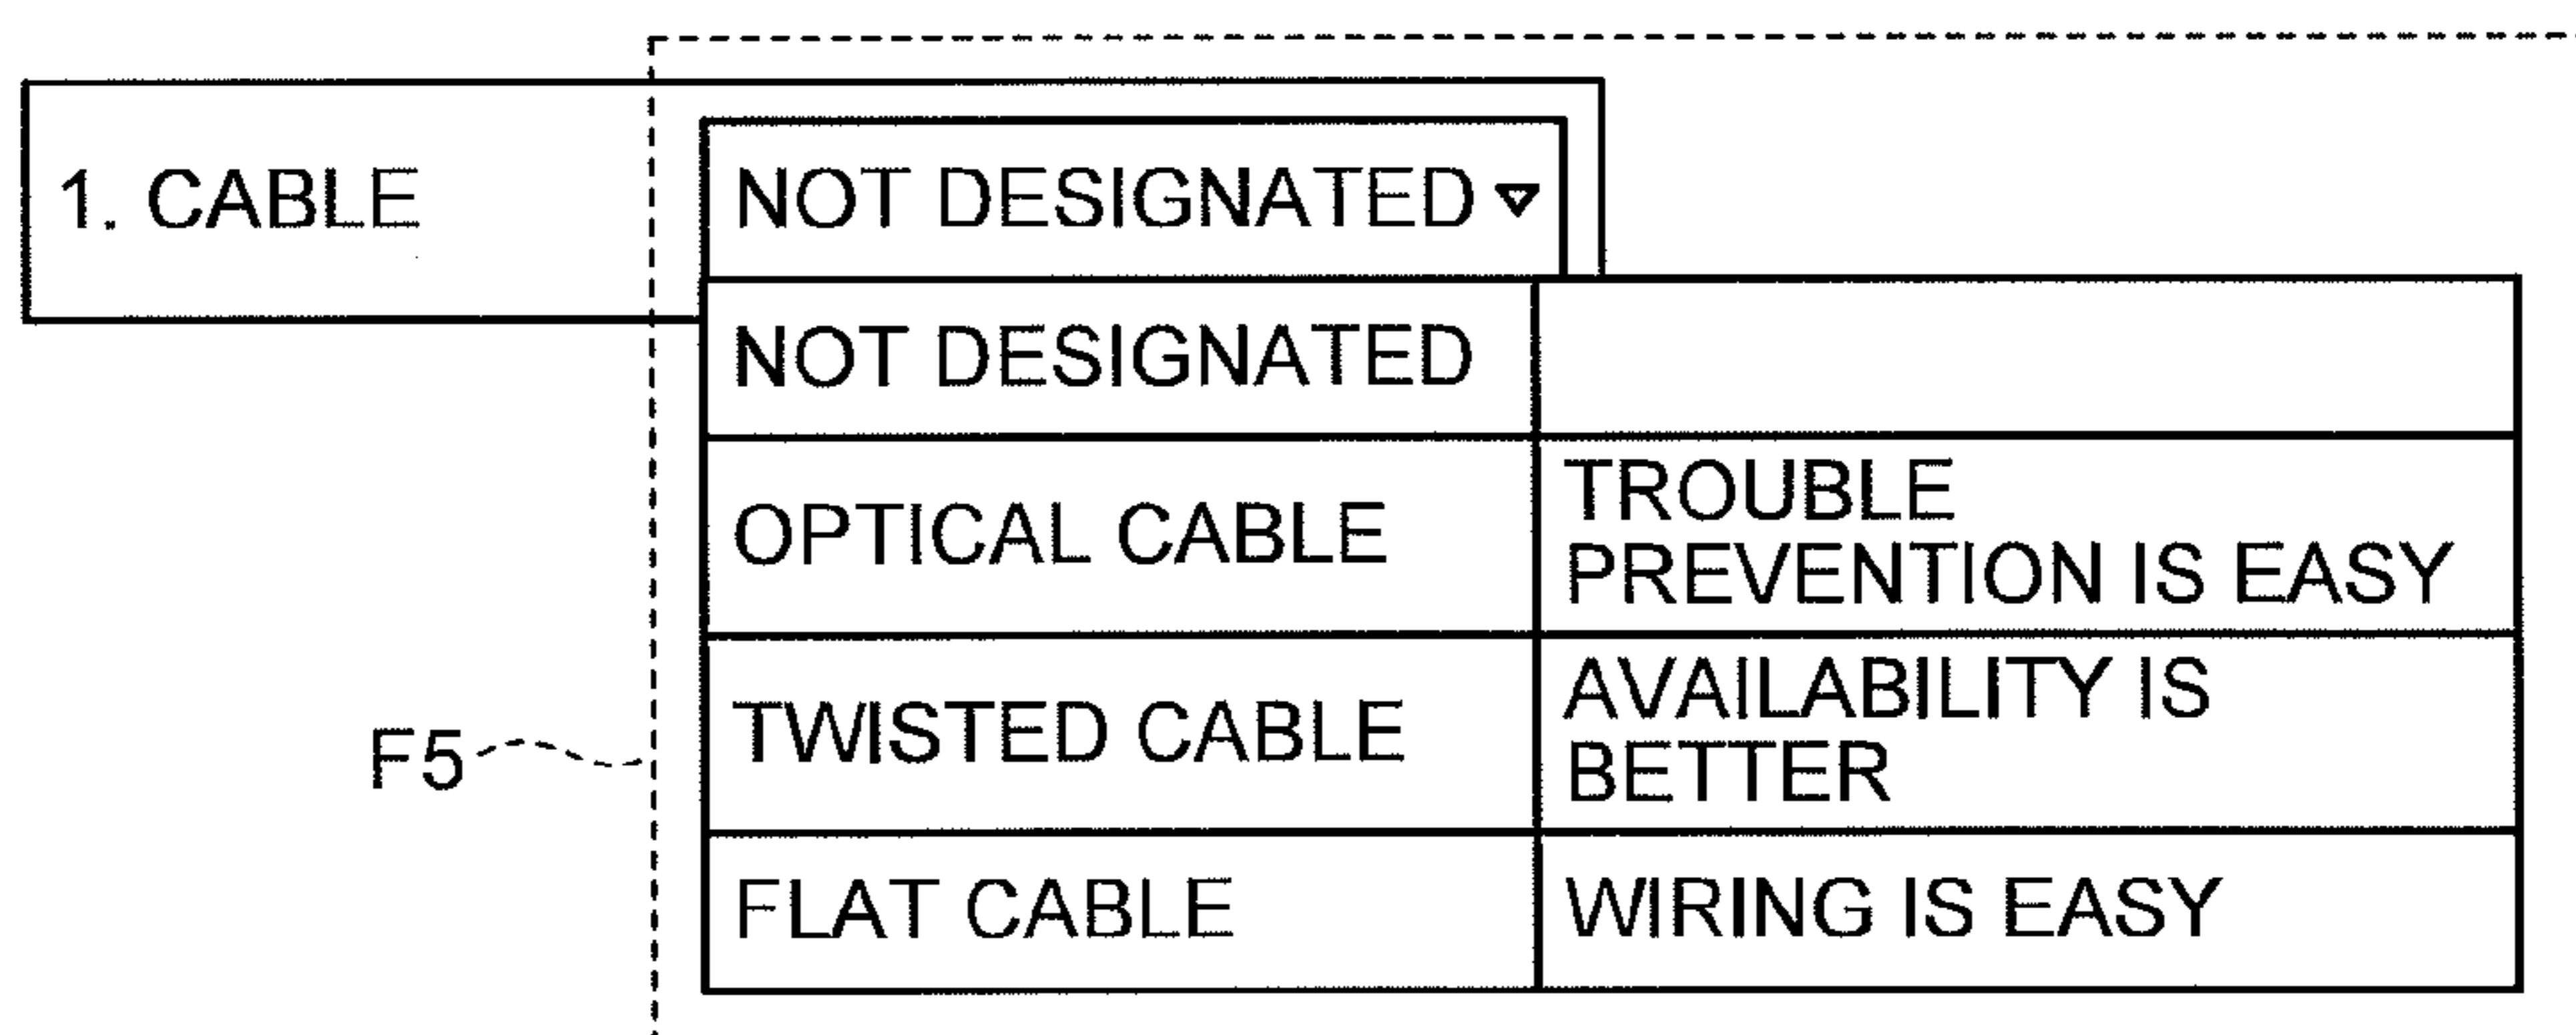 1. CABLE
NOT DESIGNATED
NOT DESIGNATED
OPTICAL CABLE
TROUBLE
PREVENTION IS EASY
TWISTED CABLE
AVAILABILITY IS
BETTER
FLAT CABLE
WIRING IS EASY
F5